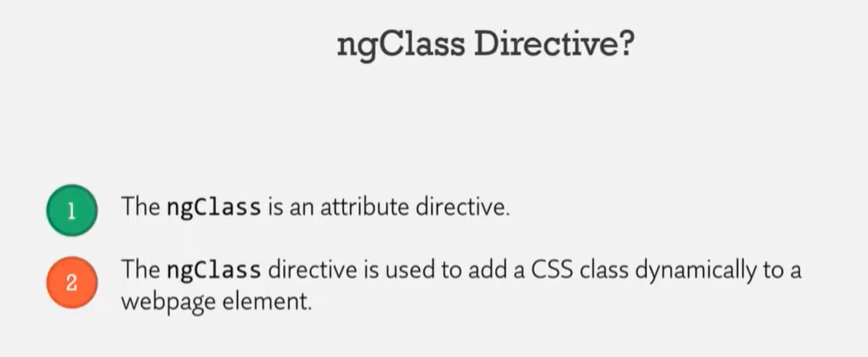 ngClass Directive?
1 The ngClass is an attribute directive.
2 The ngClass directive is used to add a CSS class dynamically to a
webpage element.